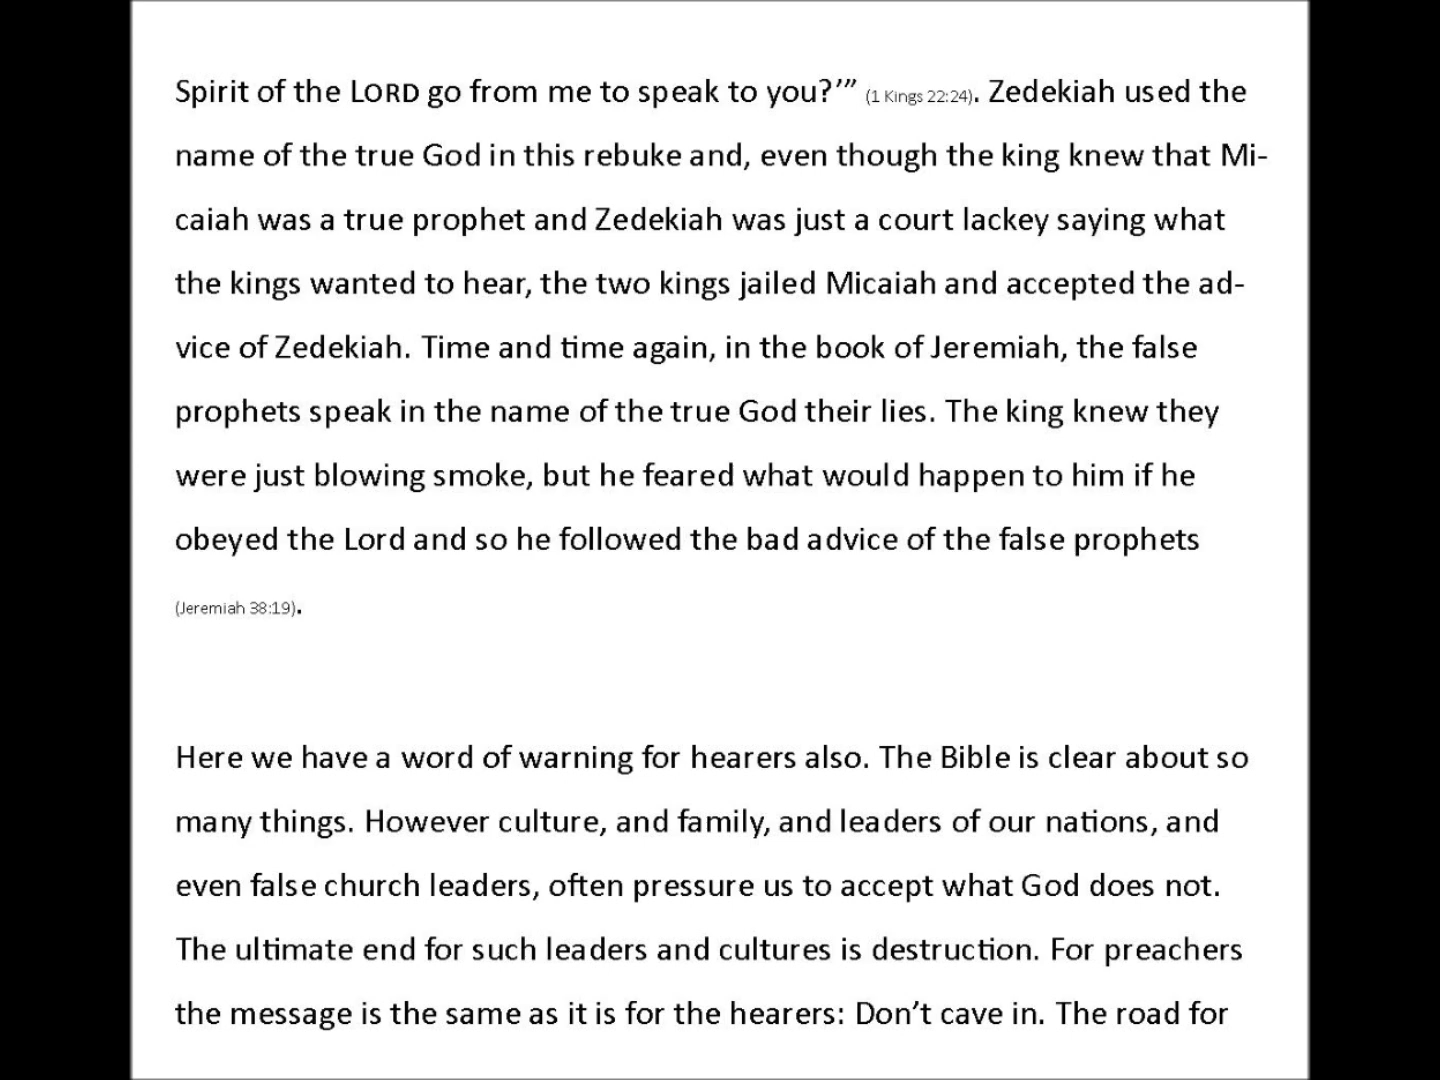 Spirit of the LORD go from me to speak to you?’” (1 Kings 22:24). Zedekiah used the
name of the true God in this rebuke and, even though the king knew that Mi-
caiah was a true prophet and Zedekiah was just a court lackey saying what
the kings wanted to hear, the two kings jailed Micaiah and accepted the ad-
vice of Zedekiah. Time and time again, in the book of Jeremiah, the false
prophets speak in the name of the true God their lies. The king knew they
were just blowing smoke, but he feared what would happen to him if he
obeyed the Lord and so he followed the bad advice of the false prophets
(Jeremiah 38:19).
Here we have a word of warning for hearers also. The Bible is clear about so
many things. However culture, and family, and leaders of our nations, and
even false church leaders, often pressure us to accept what God does not.
The ultimate end for such leaders and cultures is destruction. For preachers
the message is the same as it is for the hearers: Don’t cave in. The road for